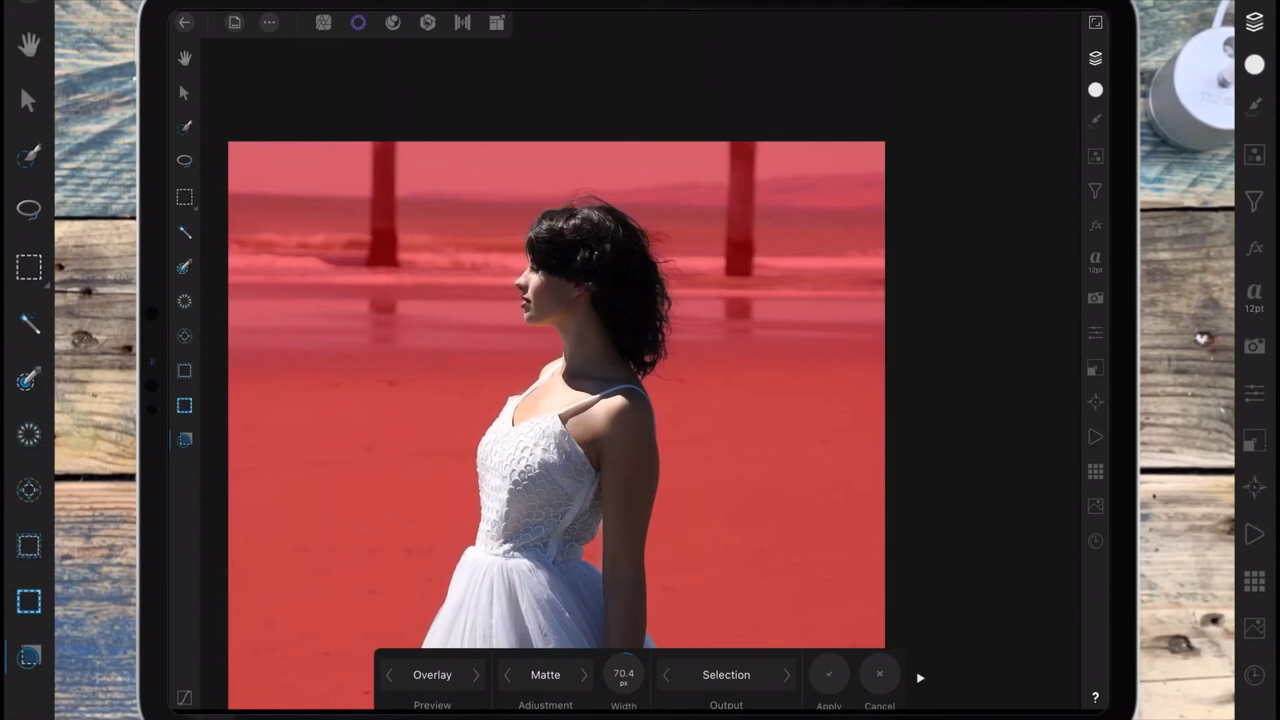 a
12pt
a
12pt
Overlay
Matte
70.4
px
Selection
Preview
Adjustment
Width
Output
Apply
Cancel
?